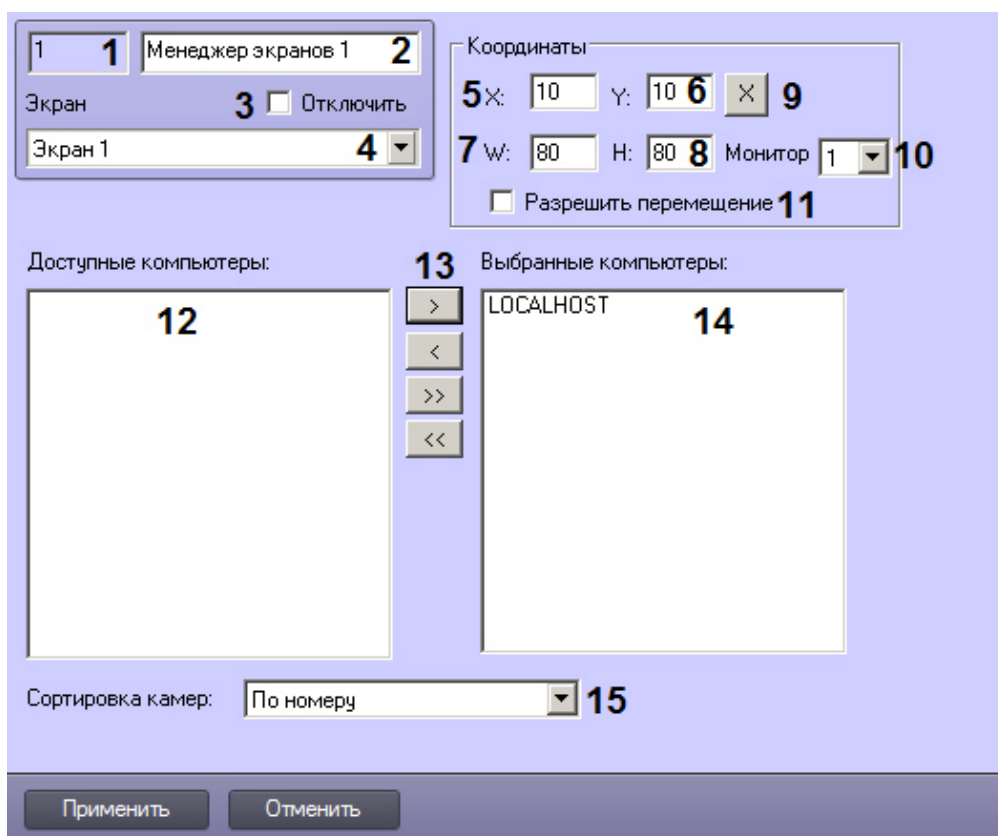 1 1 Менеджер экранов 1 2
Экран 3 Отключить
Экран 1 4
Координаты
5 X: 10 Y: 10 6 X 9
7 W: 80 H: 80 8 Монитор 1 10
Разрешить перемещение 11
Доступные компьютеры: 13 Выбранные компьютеры:
12 > LOCALHOST 14
<
>>
<<
Сортировка камер: По номеру 15
Применить Отменить